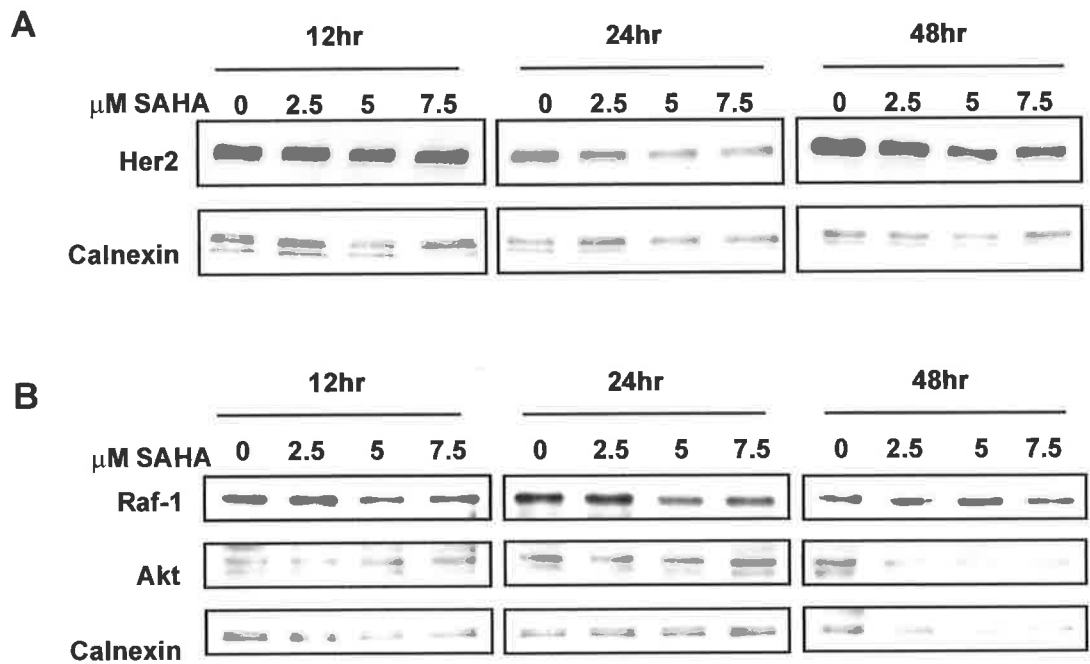 A
12hr 24hr 48hr
μM SAHA 0 2.5 5 7.5 0 2.5 5 7.5 0 2.5 5 7.5
Her2
Calnexin
B
12hr 24hr 48hr
μM SAHA 0 2.5 5 7.5 0 2.5 5 7.5 0 2.5 5 7.5
Raf-1
Akt
Calnexin